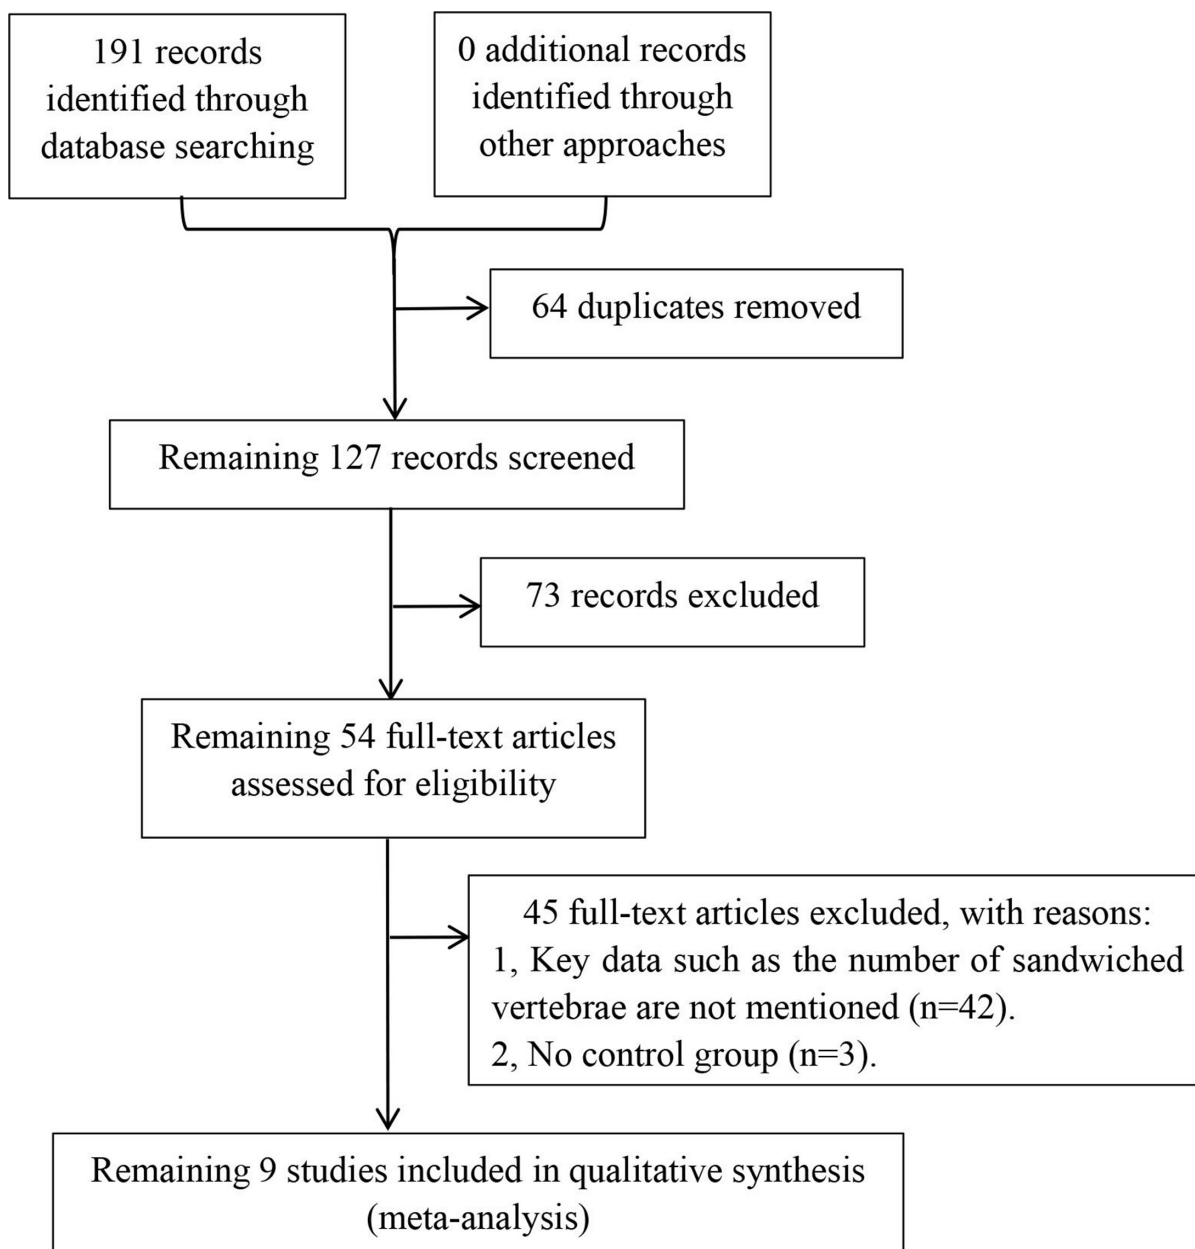 191 records
identified through
database searching
0 additional records
identified through
other approaches
64 duplicates removed
Remaining 127 records screened
73 records excluded
Remaining 54 full-text articles
assessed for eligibility
45 full-text articles excluded, with reasons:
1, Key data such as the number of sandwiched
vertebrae are not mentioned (n=42).
2, No control group (n=3).
Remaining 9 studies included in qualitative synthesis
(meta-analysis)